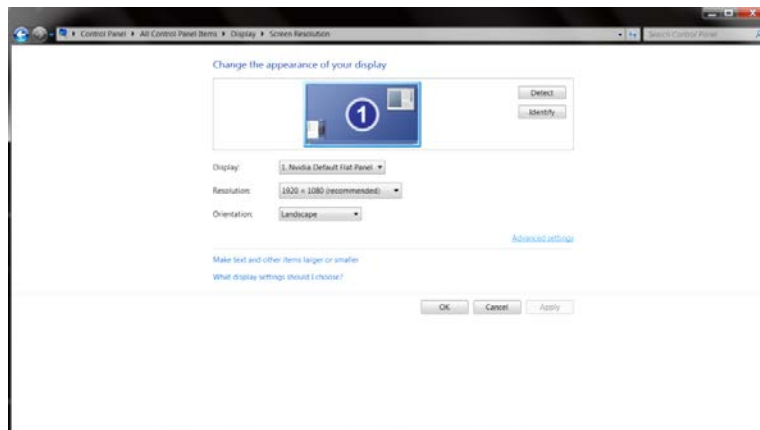 Control Panel ▸ All Control Panel Items ▸ Display ▸ Screen Resolution
Search Control Panel
Change the appearance of your display
1
Detect
Identify
Display:
1. Nvidia Default Flat Panel
Resolution:
1920 × 1080 (recommended)
Orientation:
Landscape
Advanced settings
Make text and other items larger or smaller
What display settings should I choose?
OK
Cancel
Apply